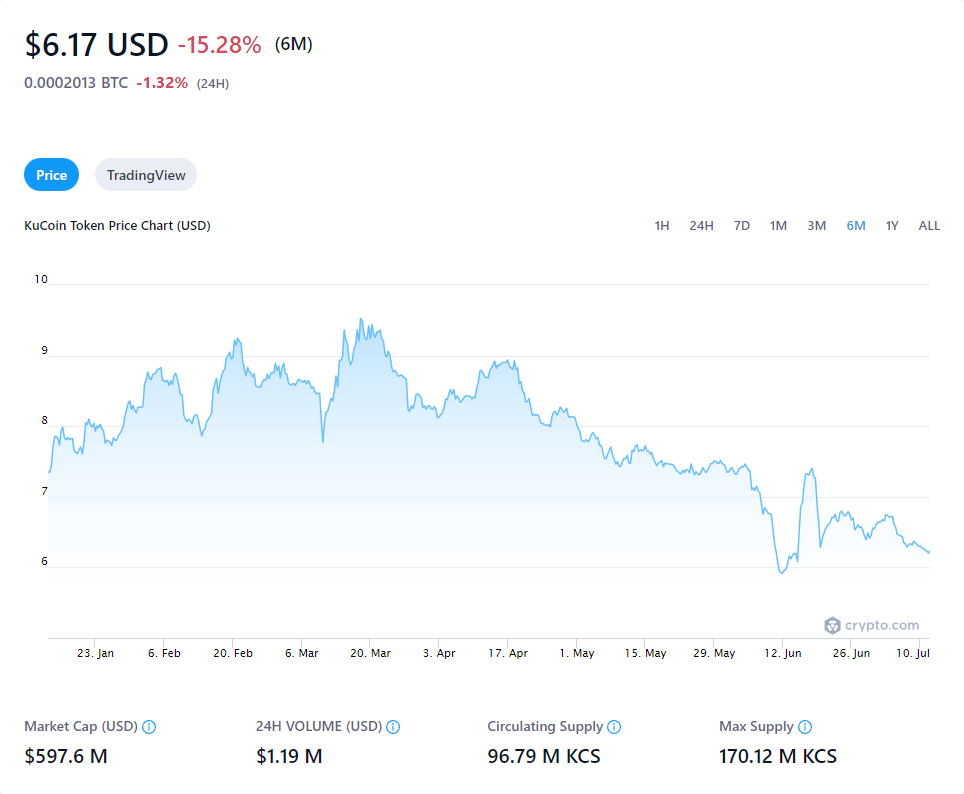 $6.17 USD -15.28% (6M)
0.0002013 BTC -1.32% (24H)
Price TradingView
KuCoin Token Price Chart (USD) 1H 24H 7D 1M 3M 6M 1Y ALL
10
9
8
7
6
crypto.com
23. Jan 6. Feb 20. Feb 6. Mar 20. Mar 3. Apr 17. Apr 1. May 15. May 29. May 12. Jun 26. Jun 10. Jul
Market Cap (USD) 24H VOLUME (USD) Circulating Supply Max Supply
$597.6 M $1.19 M 96.79 M KCS 170.12 M KCS